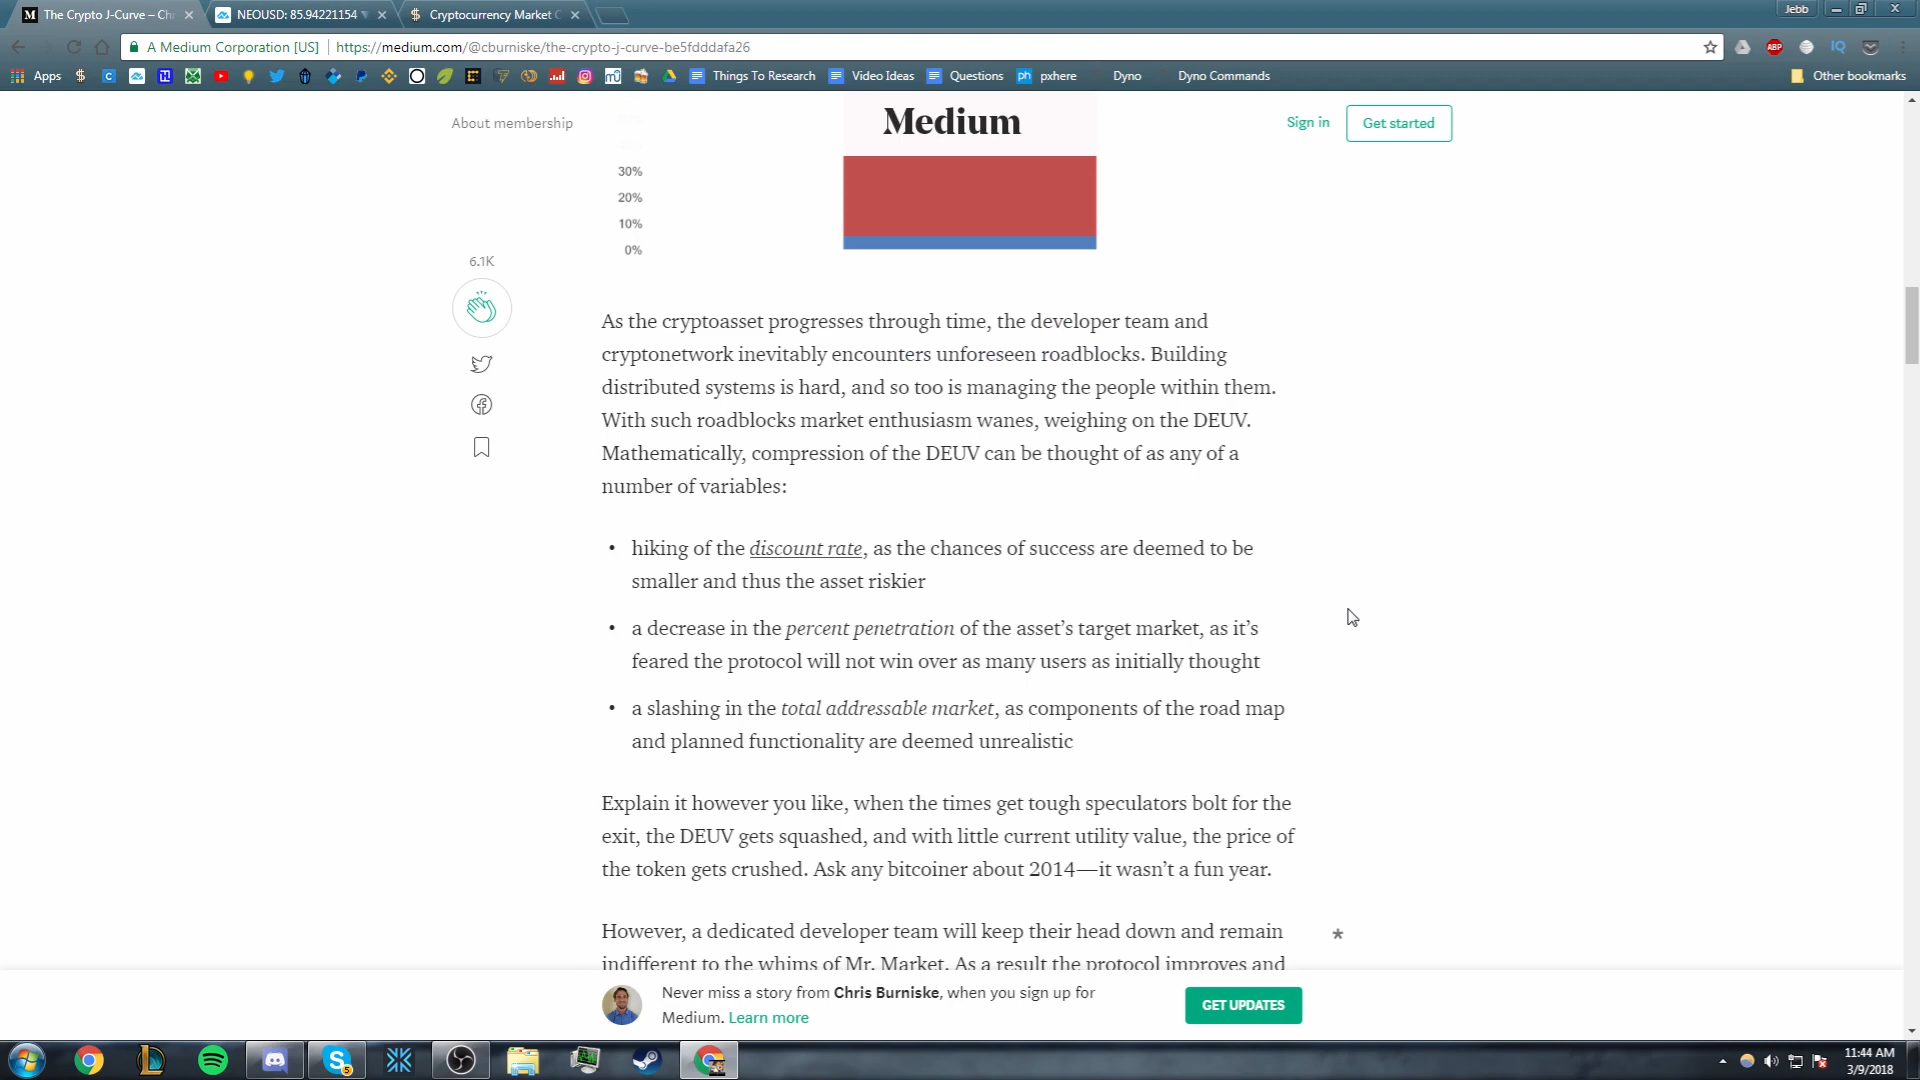 The Crypto J-Curve – Chr
NEOUSD: 85.94221154
Cryptocurrency Market C
Jebb
A Medium Corporation [US]
https://medium.com/@cburniske/the-crypto-j-curve-be5fdddafa26
Apps
Things To Research
Video Ideas
Questions
pxhere
Dyno
Dyno Commands
Other bookmarks
About membership
Medium
Sign in
Get started
30%
20%
10%
0%
6.1K
As the cryptoasset progresses through time, the developer team and
cryptonetwork inevitably encounters unforeseen roadblocks. Building
distributed systems is hard, and so too is managing the people within them.
With such roadblocks market enthusiasm wanes, weighing on the DEUV.
Mathematically, compression of the DEUV can be thought of as any of a
number of variables:
• hiking of the discount rate, as the chances of success are deemed to be
smaller and thus the asset riskier
• a decrease in the percent penetration of the asset’s target market, as it’s
feared the protocol will not win over as many users as initially thought
• a slashing in the total addressable market, as components of the road map
and planned functionality are deemed unrealistic
Explain it however you like, when the times get tough speculators bolt for the
exit, the DEUV gets squashed, and with little current utility value, the price of
the token gets crushed. Ask any bitcoiner about 2014—it wasn’t a fun year.
However, a dedicated developer team will keep their head down and remain
*
indifferent to the whims of Mr. Market. As a result the protocol improves and
Never miss a story from Chris Burniske, when you sign up for
Medium. Learn more
GET UPDATES
11:44 AM
3/9/2018